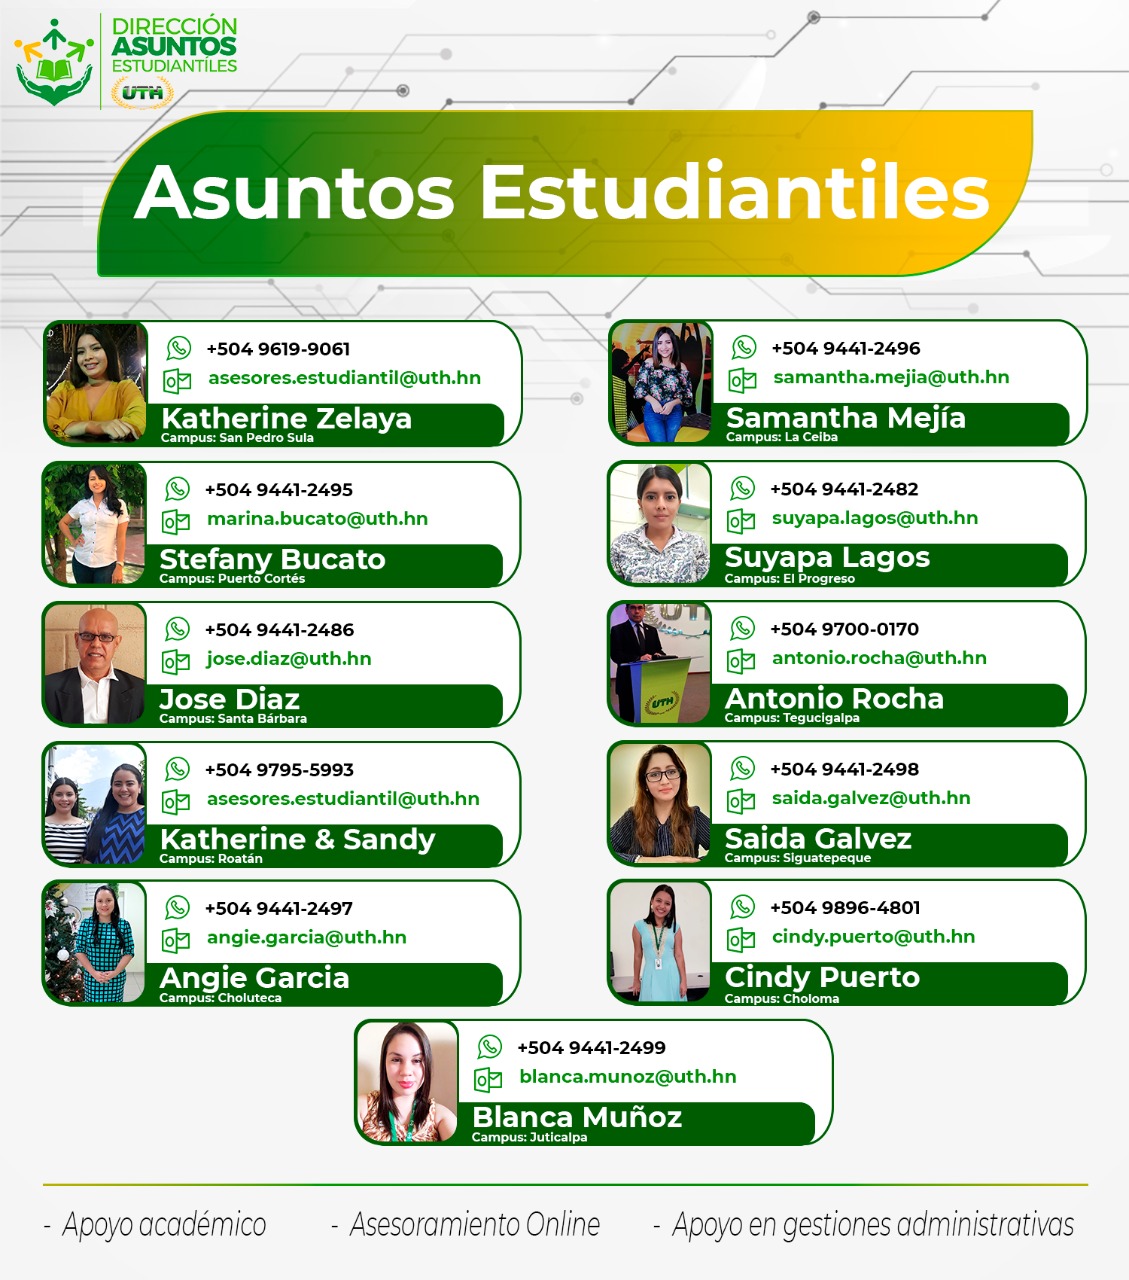 DIRECCIÓN
ASUNTOS
ESTUDIANTÍLES
UTH
Asuntos Estudiantiles
+504 9619-9061
asesores.estudiantil@uth.hn
Katherine Zelaya
Campus: San Pedro Sula
+504 9441-2496
samantha.mejia@uth.hn
Samantha Mejía
Campus: La Ceiba
+504 9441-2495
marina.bucato@uth.hn
Stefany Bucato
Campus: Puerto Cortés
+504 9441-2482
suyapa.lagos@uth.hn
Suyapa Lagos
Campus: El Progreso
+504 9441-2486
jose.diaz@uth.hn
Jose Diaz
Campus: Santa Bárbara
UTH
+504 9700-0170
antonio.rocha@uth.hn
Antonio Rocha
Campus: Tegucigalpa
+504 9795-5993
asesores.estudiantil@uth.hn
Katherine & Sandy
Campus: Roatán
+504 9441-2498
saida.galvez@uth.hn
Saida Galvez
Campus: Siguatepeque
+504 9441-2497
angie.garcia@uth.hn
Angie Garcia
Campus: Choluteca
+504 9896-4801
cindy.puerto@uth.hn
Cindy Puerto
Campus: Choloma
+504 9441-2499
blanca.munoz@uth.hn
Blanca Muñoz
Campus: Juticalpa
- Apoyo académico - Asesoramiento Online - Apoyo en gestiones administrativas